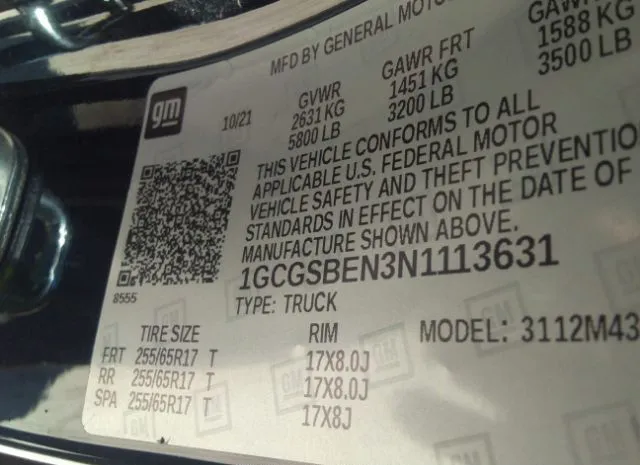 MFD BY GENERAL MOTOR
gm
10/21
GVWR GAWR FRT GAWR
2631 KG 1451 KG 1588 KG
5800 LB 3200 LB 3500 LB
THIS VEHICLE CONFORMS TO ALL
APPLICABLE U.S. FEDERAL MOTOR
VEHICLE SAFETY AND THEFT PREVENTIO
STANDARDS IN EFFECT ON THE DATE OF
MANUFACTURE SHOWN ABOVE.
1GCGSBEN3N1113631
8555
TYPE: TRUCK
TIRE SIZE RIM MODEL: 3112M43
FRT 255/65R17 T 17X8.0J
RR 255/65R17 T 17X8.0J
SPA 255/65R17 T 17X8J